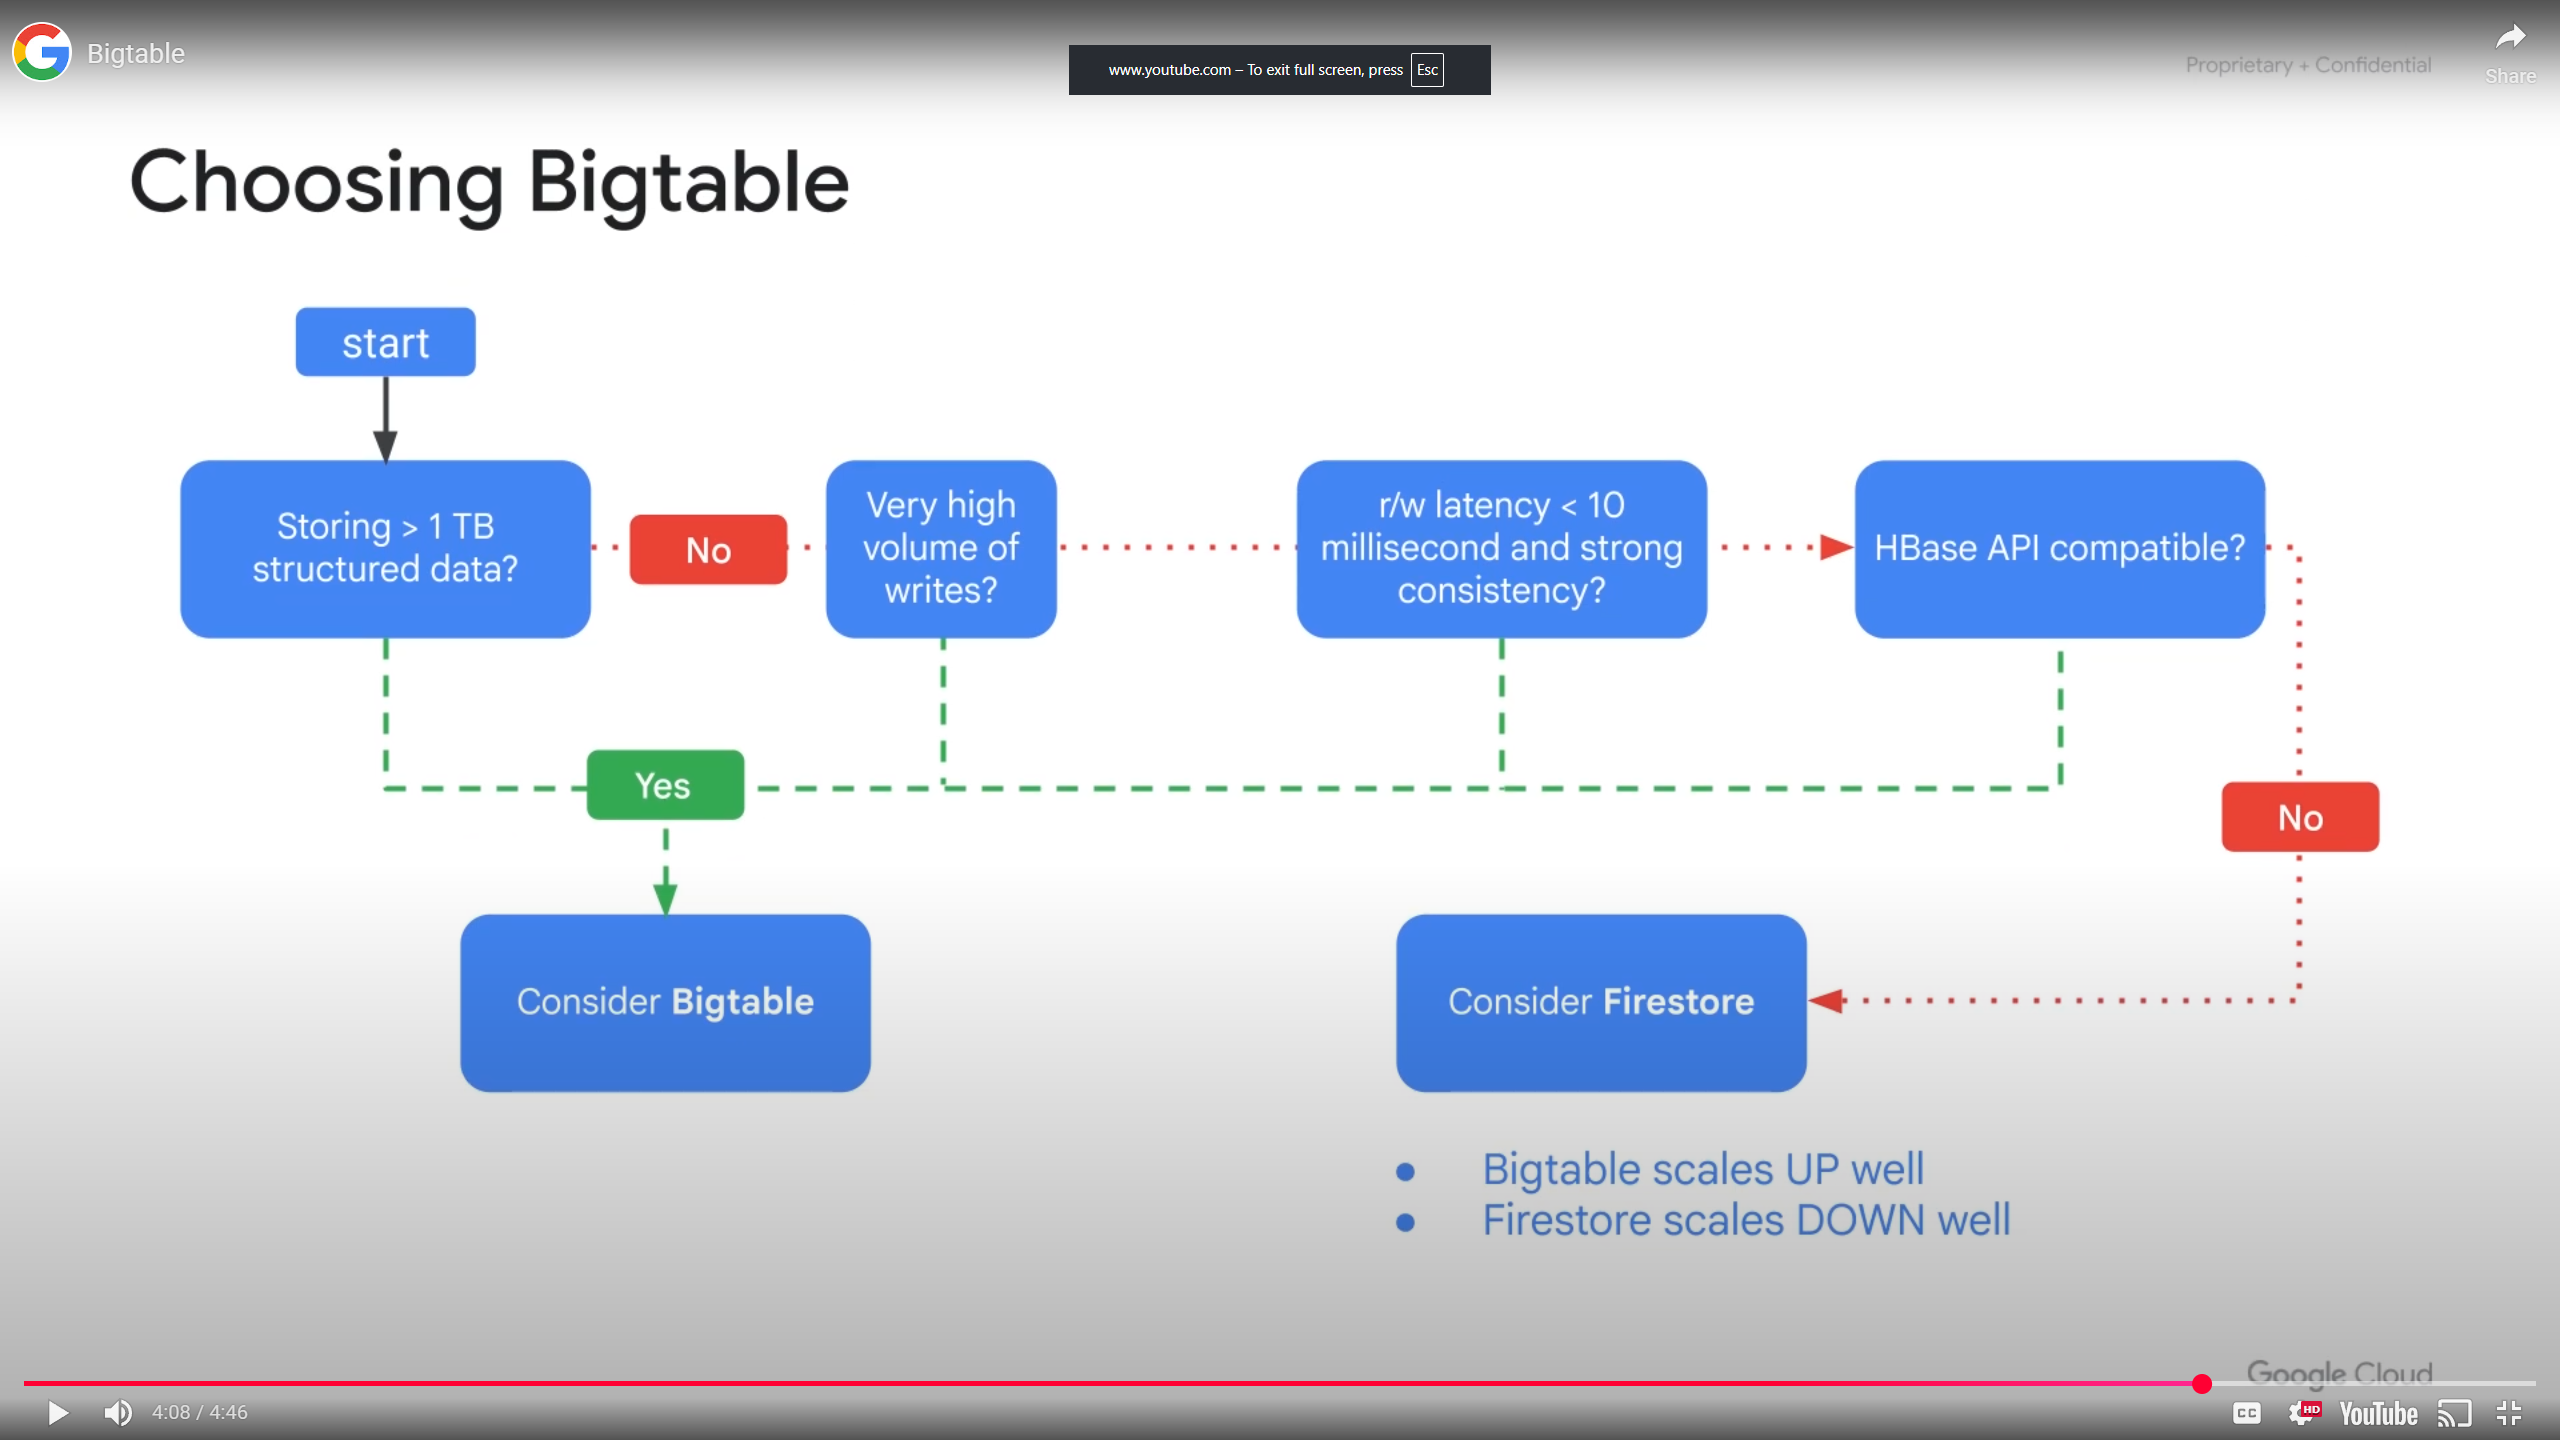 Bigtable
www.youtube.com – To exit full screen, press Esc
Proprietary + Confidential
Share
Choosing Bigtable
start
Storing > 1 TB
structured data?
No
Very high
volume of
writes?
r/w latency < 10
millisecond and strong
consistency?
HBase API compatible?
Yes
No
Consider Bigtable
Consider Firestore
● Bigtable scales UP well
● Firestore scales DOWN well
Google Cloud
4:08 / 4:46
CC
HD
YouTube